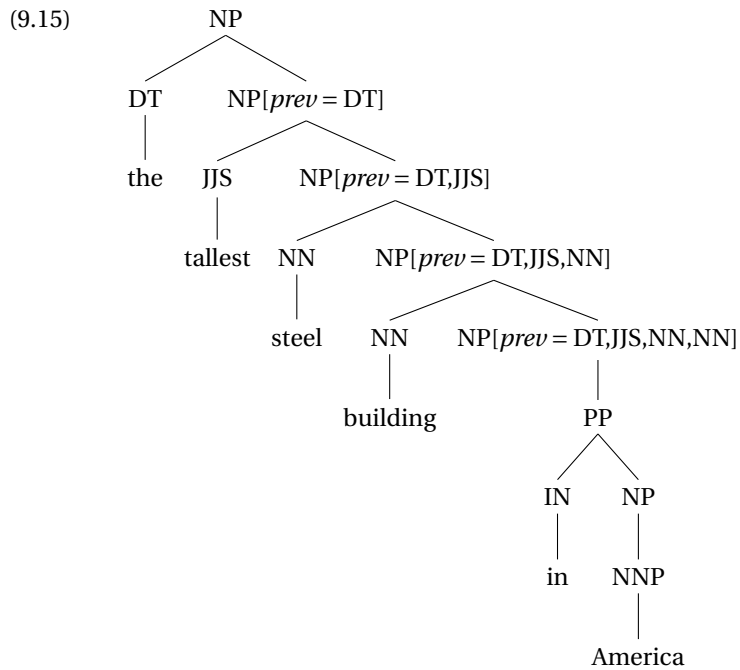 (9.15) NP
DT NP[prev = DT]
the JJS NP[prev = DT,JJS]
tallest NN NP[prev = DT,JJS,NN]
steel NN NP[prev = DT,JJS,NN,NN]
building PP
IN NP
in NNP
America